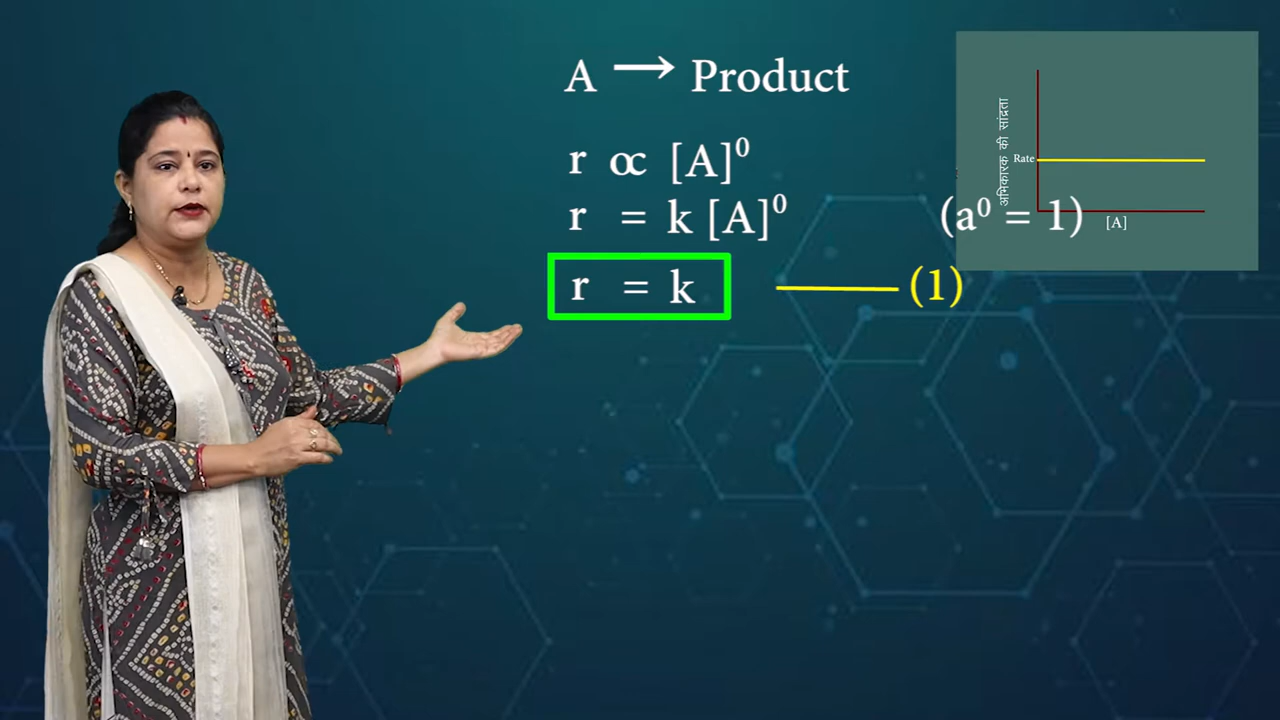 A → Product
r ∝ [A]⁰
r = k [A]⁰ (a⁰ = 1)
r = k (1)
अभिकारक की सांद्रता
Rate
[A]